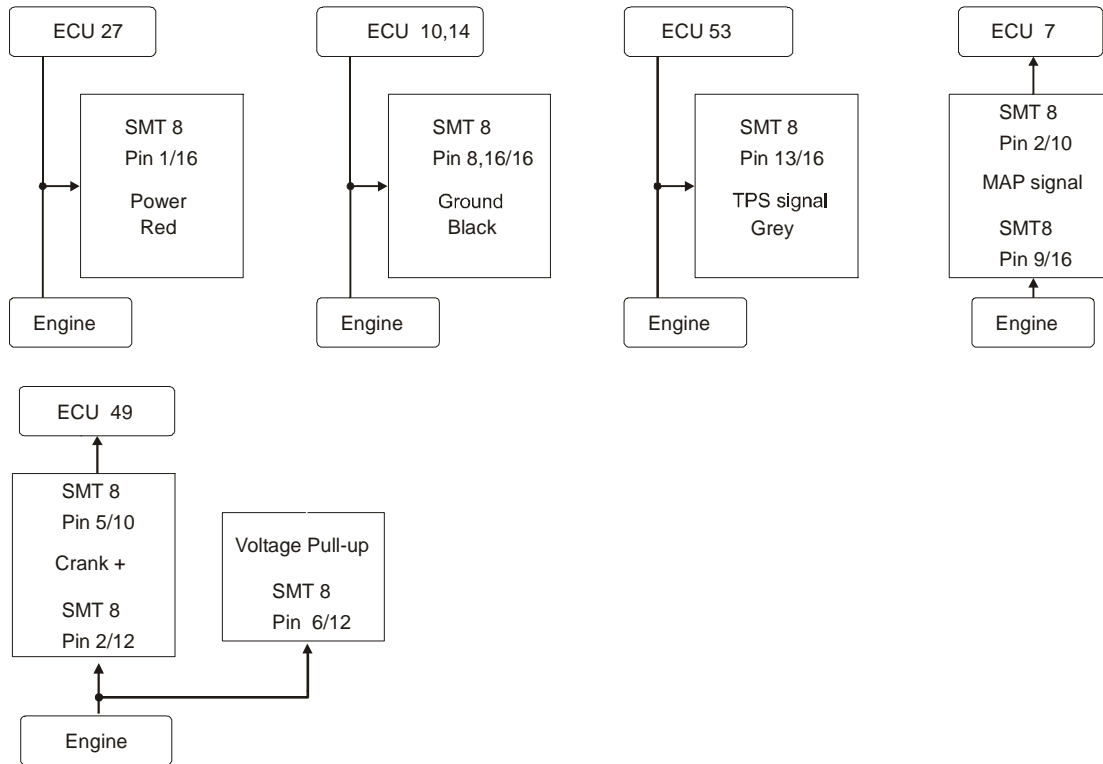 ECU 27
SMT 8
Pin 1/16
Power
Red
Engine
ECU 10,14
SMT 8
Pin 8,16/16
Ground
Black
Engine
ECU 53
SMT 8
Pin 13/16
TPS signal
Grey
Engine
ECU 7
SMT 8
Pin 2/10
MAP signal
SMT8
Pin 9/16
Engine
ECU 49
SMT 8
Pin 5/10
Crank +
SMT 8
Pin 2/12
Voltage Pull-up
SMT 8
Pin 6/12
Engine